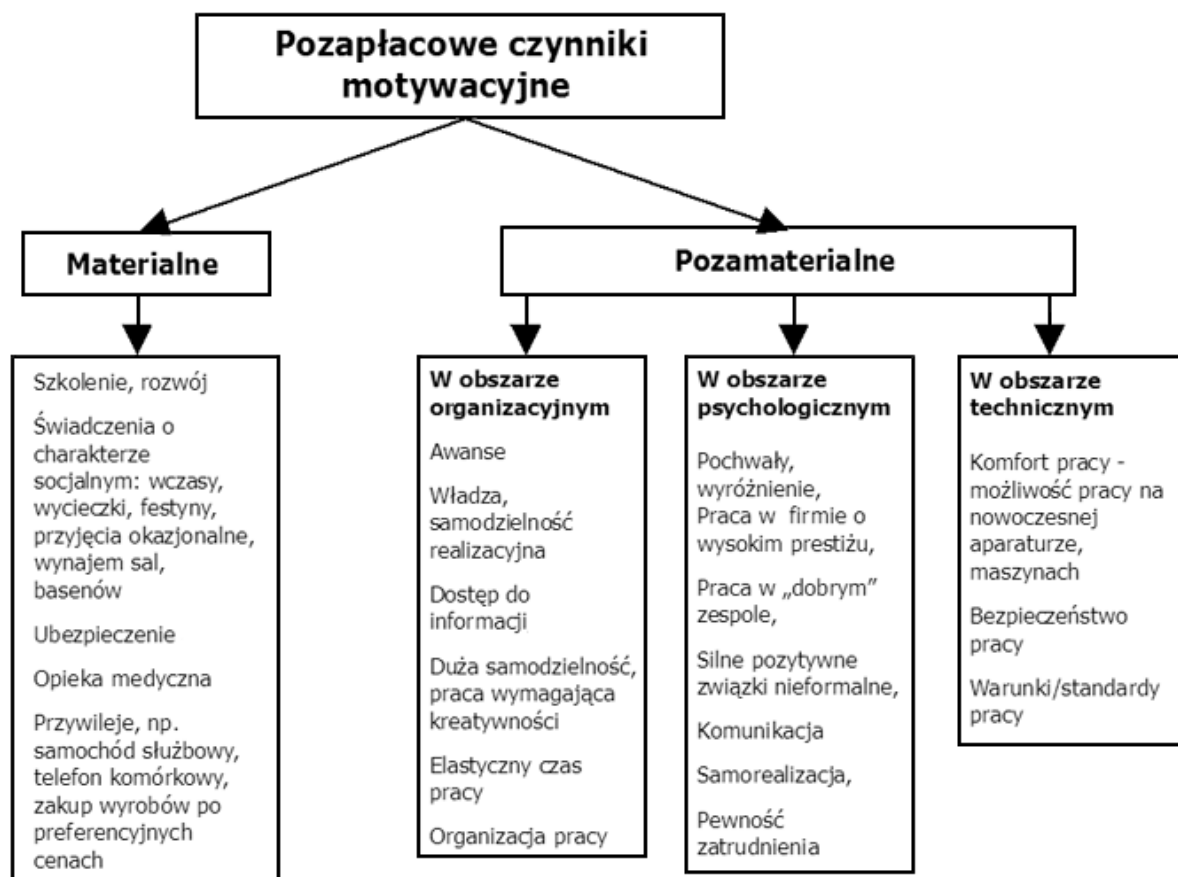 Pozapłacowe czynniki
motywacyjne
Materialne
Pozamaterialne
Szkolenie, rozwój
Świadczenia o
charakterze
socjalnym: wczasy,
wycieczki, festyny,
przyjęcia okazjonalne,
wynajem sal,
basenów
Ubezpieczenie
Opieka medyczna
Przywileje, np.
samochód służbowy,
telefon komórkowy,
zakup wyrobów po
preferencyjnych
cenach
W obszarze
organizacyjnym
Awanse
Władza,
samodzielność
realizacyjna
Dostęp do
informacji
Duża samodzielność,
praca wymagająca
kreatywności
Elastyczny czas
pracy
Organizacja pracy
W obszarze
psychologicznym
Pochwały,
wyróżnienie,
Praca w firmie o
wysokim prestiżu,
Praca w „dobrym”
zespole,
Silne pozytywne
związki nieformalne,
Komunikacja
Samorealizacja,
Pewność
zatrudnienia
W obszarze
technicznym
Komfort pracy -
możliwość pracy na
nowoczesnej
aparaturze,
maszynach
Bezpieczeństwo
pracy
Warunki/standardy
pracy